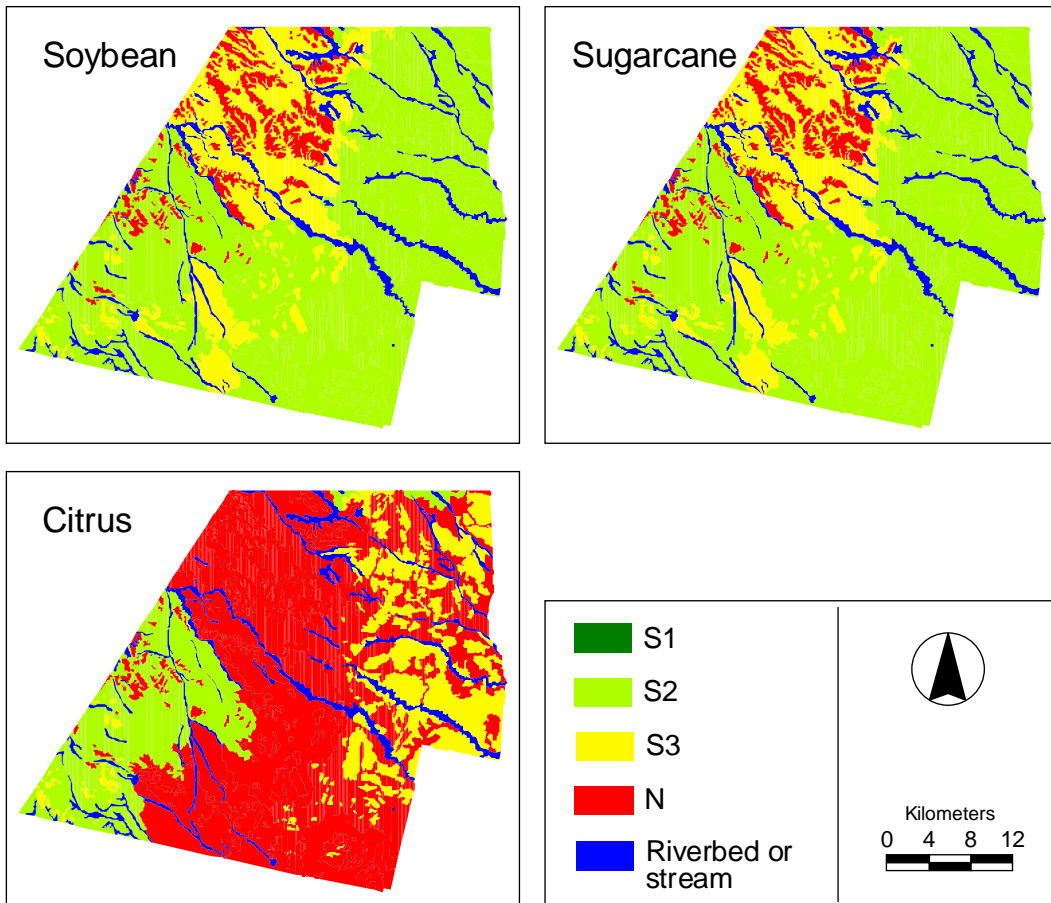 Soybean
Sugarcane
Citrus
S1
S2
S3
N
Riverbed or
stream
Kilometers
0 4 8 12